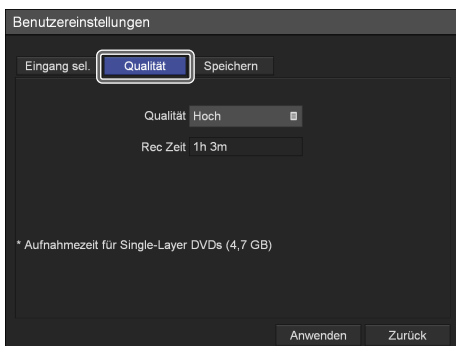 Benutzereinstellungen
Eingang sel. Qualität Speichern
Qualität Hoch
Rec Zeit 1h 3m
* Aufnahmezeit für Single-Layer DVDs (4,7 GB)
Anwenden Zurück